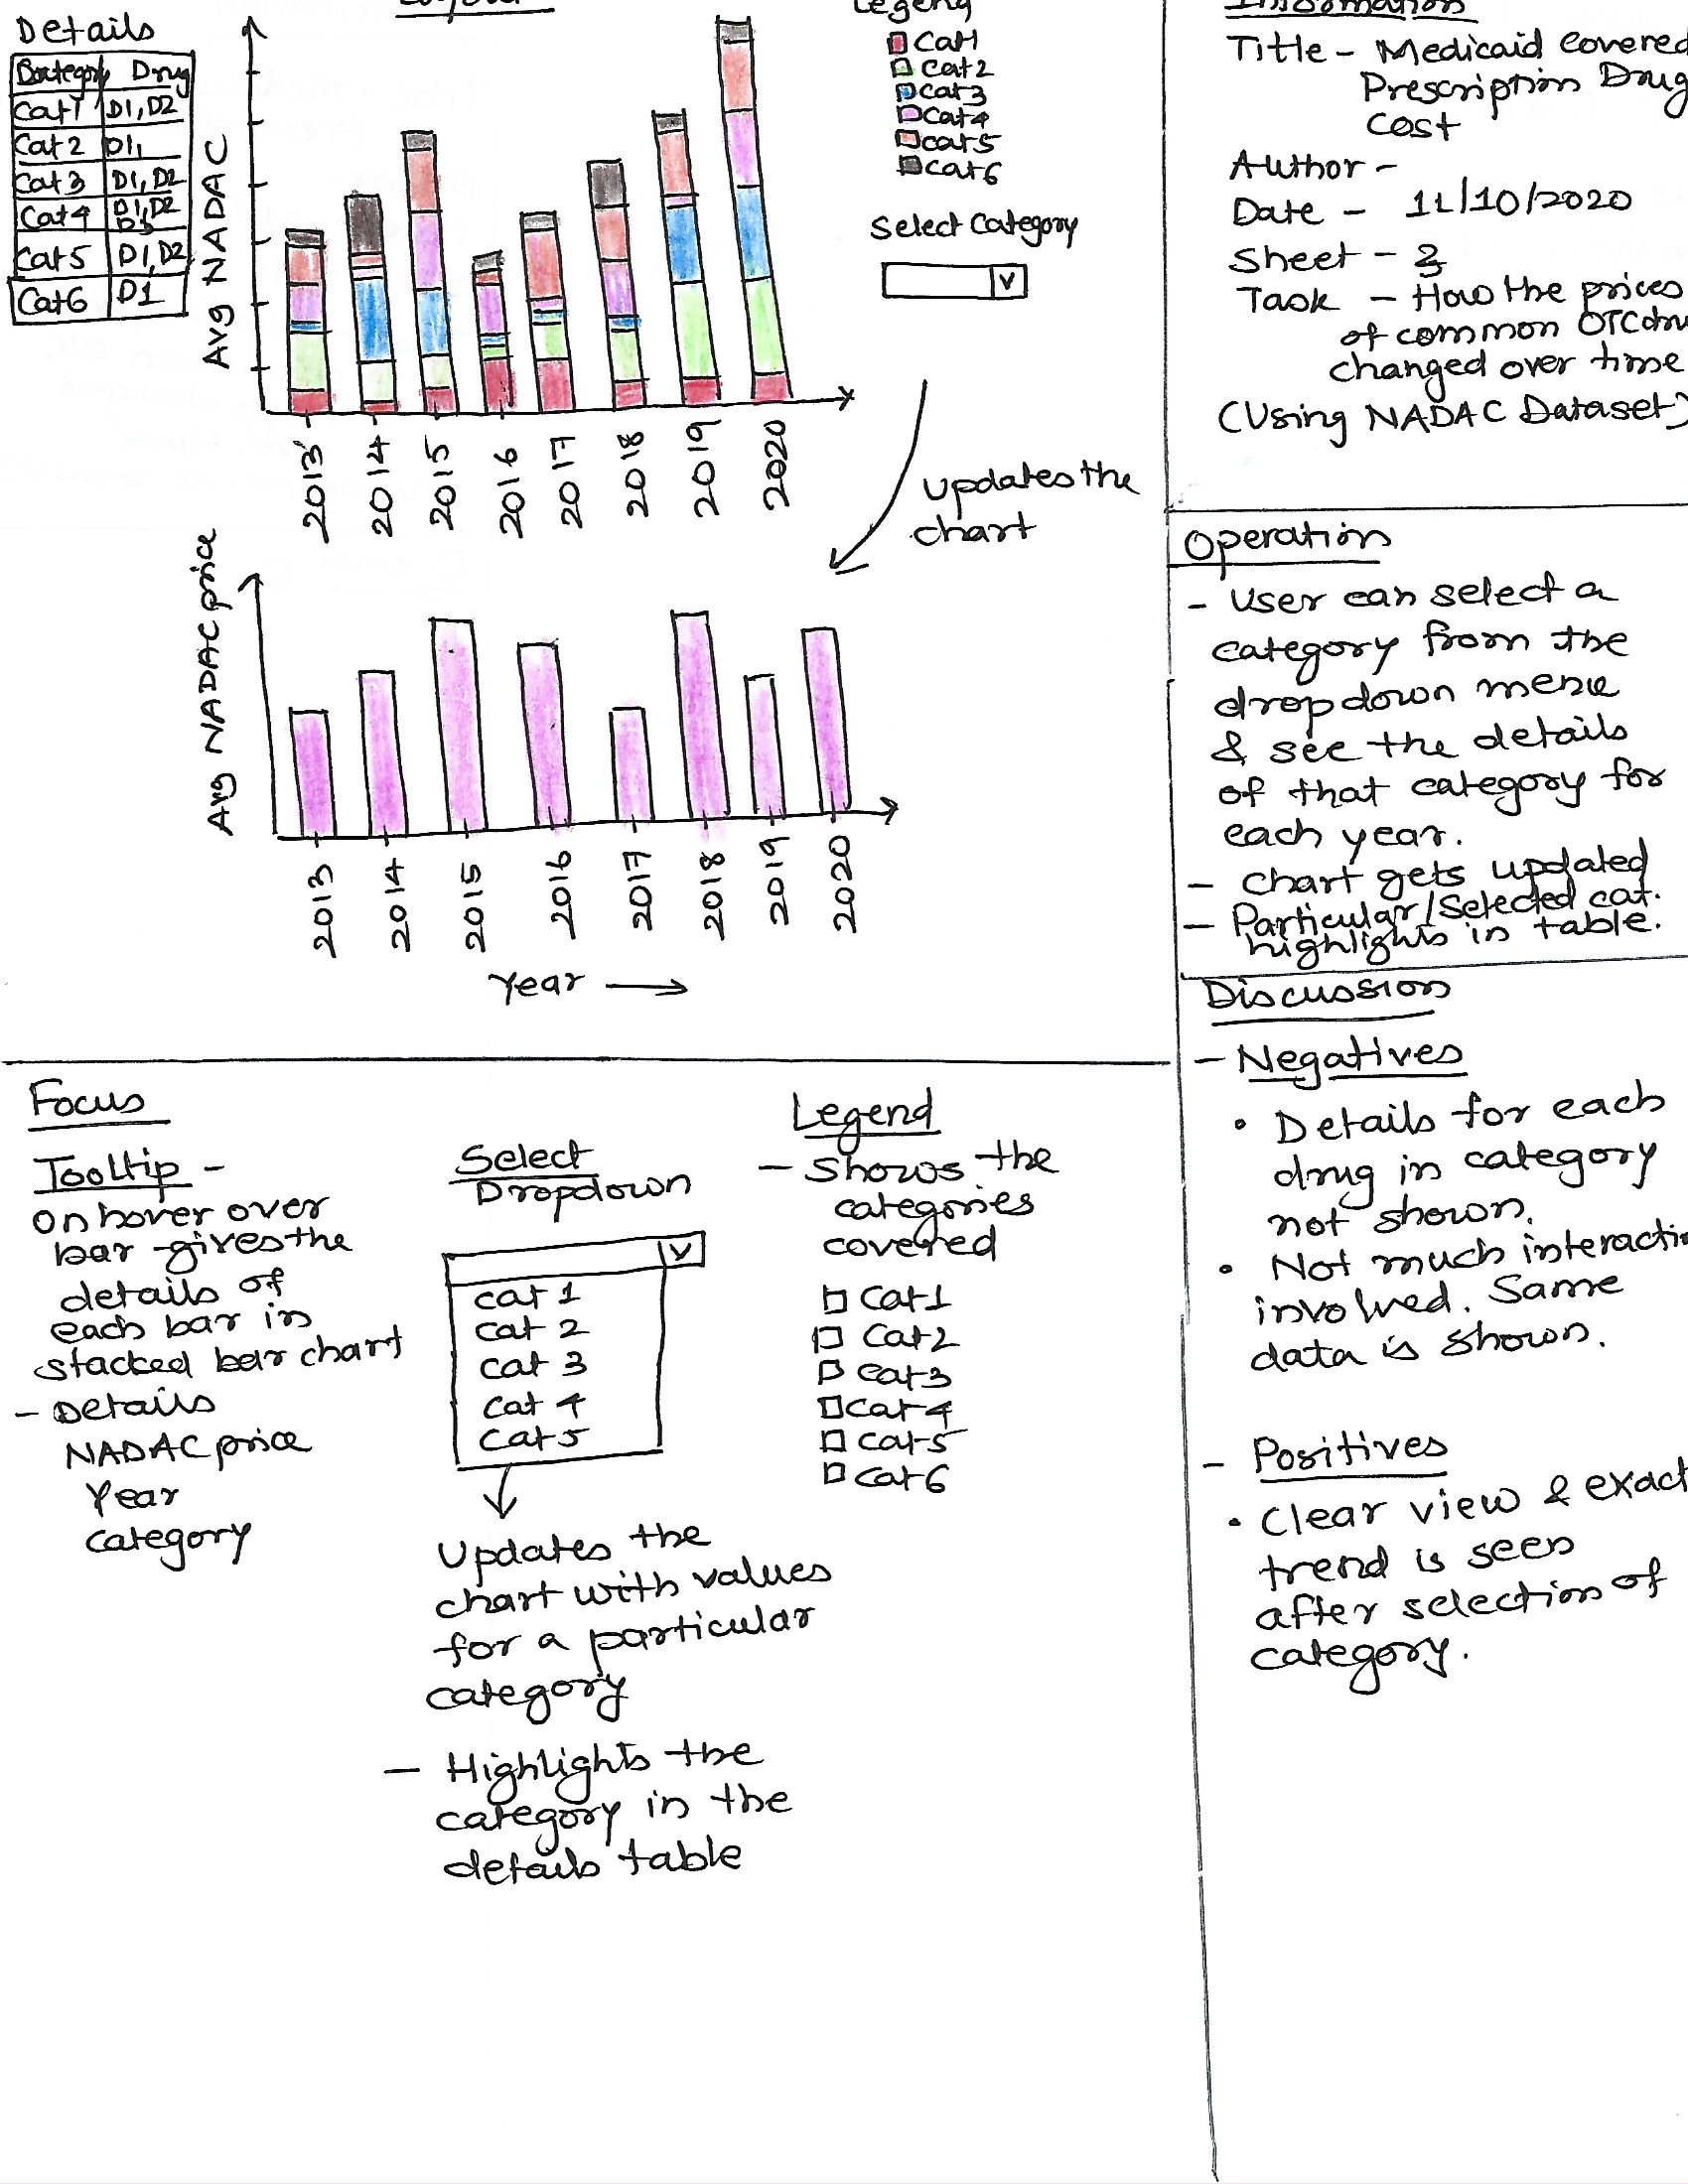 Details
Category Drug
Cat1 D1, D2
Cat 2 D1,
Cat3 D1, D2
Cat4 D1, D2
D3
Cat5 D1, D2
Cat6 D1
Layout
Avg NADAC
2013
2014
2015
2016
2017
2018
2019
2020
Legend
Cat1
Cat2
Cat3
Cat4
Cat5
Cat6
Select Category
V
updates the
chart
Avg NADAC price
2013
2014
2015
2016
2017
2018
2019
2020
Year
Information
Title - Medicaid Covered
Prescription Drug
Cost
Author -
Date - 11/10/2020
Sheet - 3
Task - How the prices
of common OTC dru
changed over time
(Using NADAC Dataset)
Operation
- User can select a
category from the
dropdown menu
& see the details
of that category for
each year.
- Chart gets updated
- Particular/Selected cat.
highlights in table.
Discussion
- Negatives
• Details for each
drug in category
not shown.
• Not much interacti
involved. Same
data is shown.
- Positives
• Clear view & exact
trend is seen
after selection of
category.
Focus
Tooltip -
On hover over
bar gives the
details of
each bar in
stacked bar chart
- Details
NADAC price
Year
Category
Select
Dropdown
V
Cat 1
Cat 2
Cat 3
Cat 4
Cat 5
Updates the
chart with values
for a particular
category
- Highlights the
category in the
details table
Legend
- Shows the
categories
covered
Cat1
Cat2
Cat3
Cat4
Cat5
Cat6